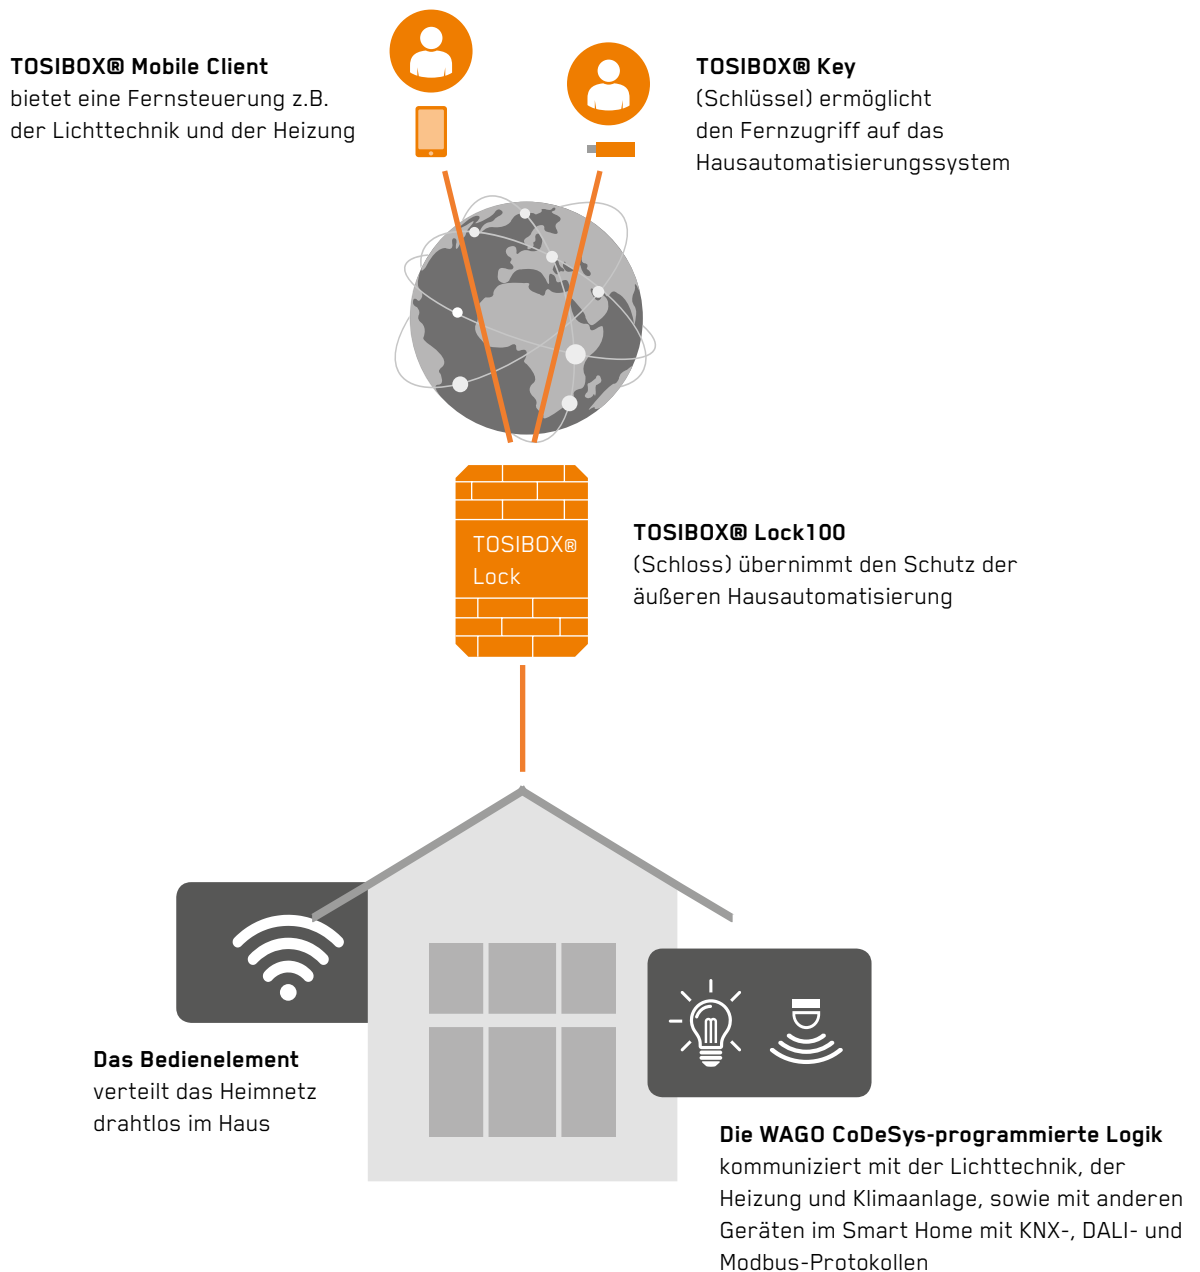 TOSIBOX® Mobile Client
bietet eine Fernsteuerung z.B.
der Lichttechnik und der Heizung
TOSIBOX® Key
(Schlüssel) ermöglicht
den Fernzugriff auf das
Hausautomatisierungssystem
TOSIBOX®
Lock
TOSIBOX® Lock100
(Schloss) übernimmt den Schutz der
äußeren Hausautomatisierung
Das Bedienelement
verteilt das Heimnetz
drahtlos im Haus
Die WAGO CoDeSys-programmierte Logik
kommuniziert mit der Lichttechnik, der
Heizung und Klimaanlage, sowie mit anderen
Geräten im Smart Home mit KNX-, DALI- und
Modbus-Protokollen